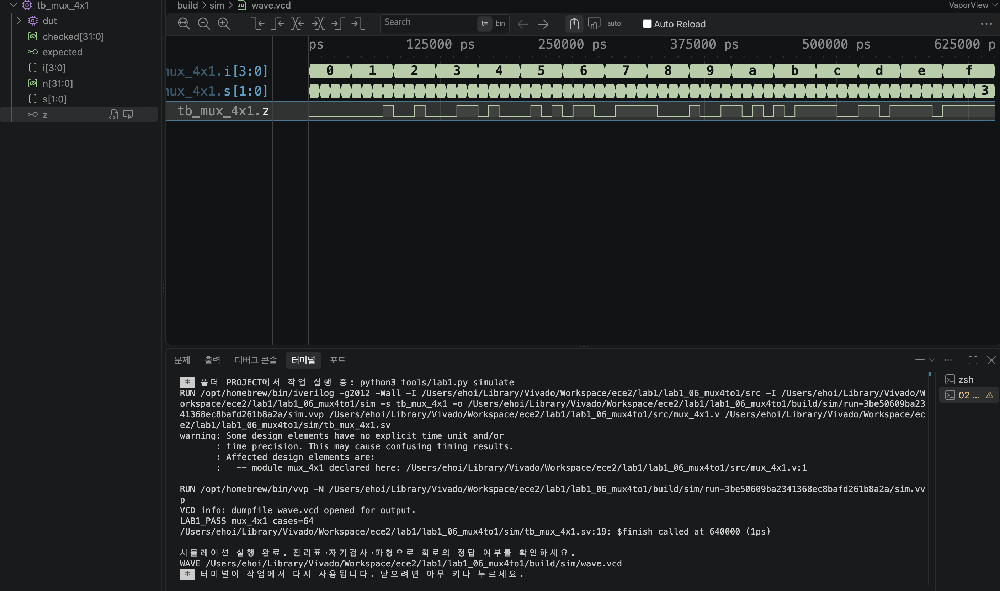 tb_mux_4x1
dut
checked[31:0]
expected
i[3:0]
n[31:0]
s[1:0]
z
build > sim > wave.vcd
VaporView
Search
t=
bin
auto
Auto Reload
ps 125000 ps 250000 ps 375000 ps 500000 ps 625000 p
mux_4x1.i[3:0] 0 1 2 3 4 5 6 7 8 9 a b c d e f
mux_4x1.s[1:0] 3
tb_mux_4x1.z
문제 출력 디버그 콘솔 터미널 포트
zsh
02 ...
* 폴더 PROJECT에서 작업 실행 중: python3 tools/lab1.py simulate
RUN /opt/homebrew/bin/iverilog -g2012 -Wall -I /Users/ehoi/Library/Vivado/Workspace/ece2/lab1/lab1_06_mux4to1/src -I /Users/ehoi/Library/Vivado/W
orkspace/ece2/lab1/lab1_06_mux4to1/sim -s tb_mux_4x1 -o /Users/ehoi/Library/Vivado/Workspace/ece2/lab1/lab1_06_mux4to1/build/sim/run-3be50609ba23
41368ec8bafd261b8a2a/sim.vvp /Users/ehoi/Library/Vivado/Workspace/ece2/lab1/lab1_06_mux4to1/src/mux_4x1.v /Users/ehoi/Library/Vivado/Workspace/ec
e2/lab1/lab1_06_mux4to1/sim/tb_mux_4x1.sv
warning: Some design elements have no explicit time unit and/or
: time precision. This may cause confusing timing results.
: Affected design elements are:
: -- module mux_4x1 declared here: /Users/ehoi/Library/Vivado/Workspace/ece2/lab1/lab1_06_mux4to1/src/mux_4x1.v:1
RUN /opt/homebrew/bin/vvp -N /Users/ehoi/Library/Vivado/Workspace/ece2/lab1/lab1_06_mux4to1/build/sim/run-3be50609ba2341368ec8bafd261b8a2a/sim.vv
p
VCD info: dumpfile wave.vcd opened for output.
LAB1_PASS mux_4x1 cases=64
/Users/ehoi/Library/Vivado/Workspace/ece2/lab1/lab1_06_mux4to1/sim/tb_mux_4x1.sv:19: $finish called at 640000 (1ps)
시뮬레이션 실행 완료. 진리표·자기검사·파형으로 회로의 정답 여부를 확인하세요.
WAVE /Users/ehoi/Library/Vivado/Workspace/ece2/lab1/lab1_06_mux4to1/build/sim/wave.vcd
* 터미널이 작업에서 다시 사용됩니다. 닫으려면 아무 키나 누르세요.